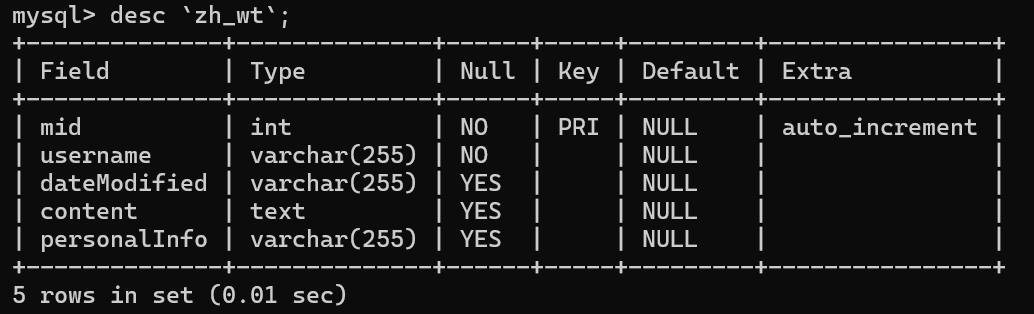 mysql> desc `zh_wt`;
+--------------+--------------+------+-----+---------+----------------+
| Field        | Type         | Null | Key | Default | Extra          |
+--------------+--------------+------+-----+---------+----------------+
| mid          | int          | NO   | PRI | NULL    | auto_increment |
| username     | varchar(255) | NO   |     | NULL    |                |
| dateModified | varchar(255) | YES  |     | NULL    |                |
| content      | text         | YES  |     | NULL    |                |
| personalInfo | varchar(255) | YES  |     | NULL    |                |
+--------------+--------------+------+-----+---------+----------------+
5 rows in set (0.01 sec)